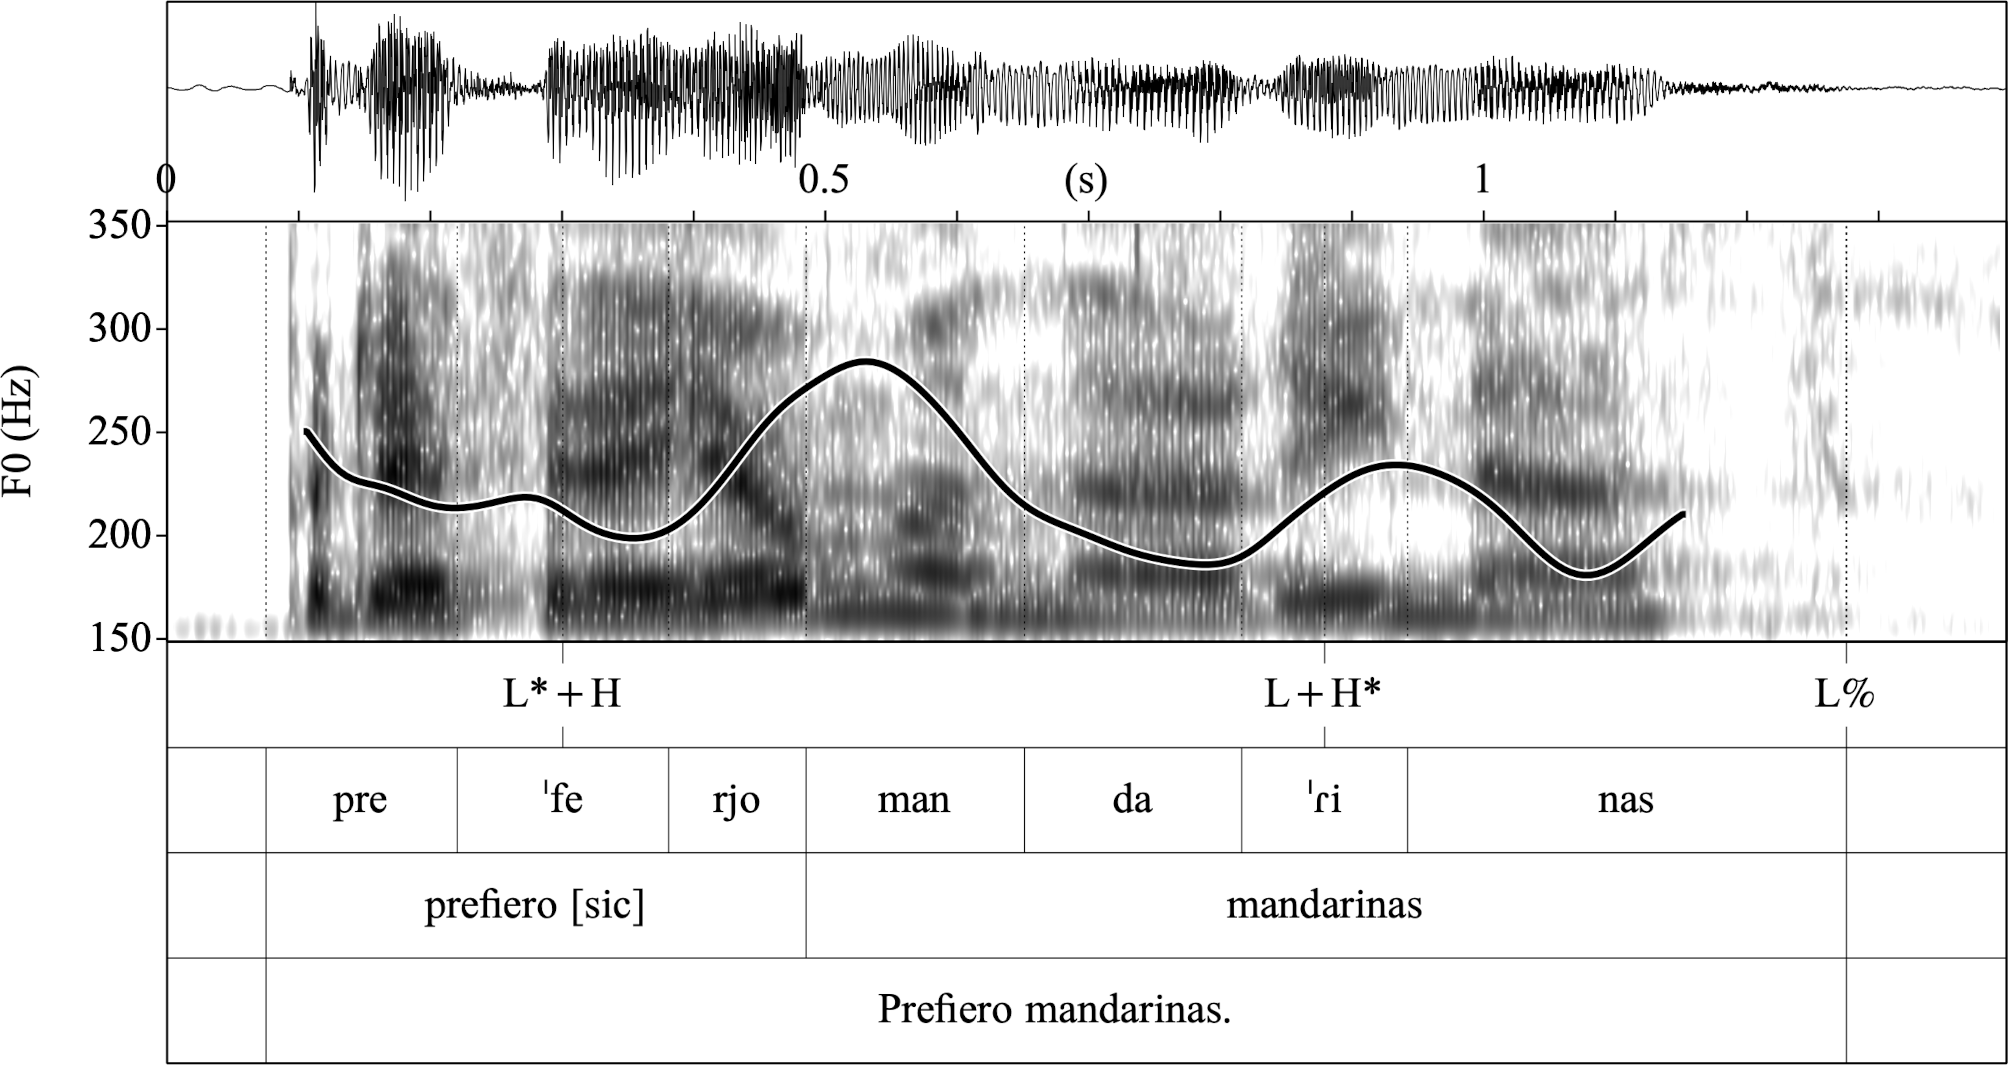 0 0.5 (s) 1
350
300
250
200
150
F0 (Hz)
L* + H L + H* L%
pre ˈfe rjo man da ˈɾi nas
prefiero [sic] mandarinas
Prefiero mandarinas.